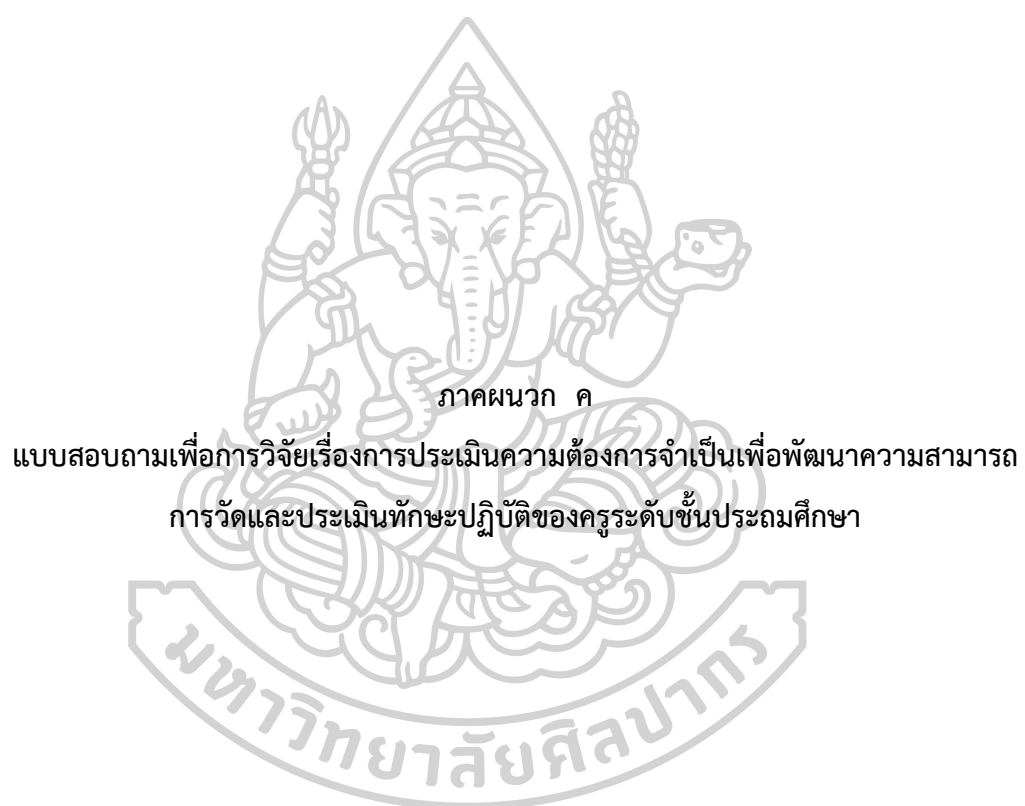 ภาคผนวก ค
แบบสอบถามเพื่อการวิจัยเรื่องการประเมินความต้องการจำเป็นเพื่อพัฒนาความสามารถ
การวัดและประเมินทักษะปฏิบัติของครูระดับชั้นประถมศึกษา
มหาวิทยาลัยศิลปากร